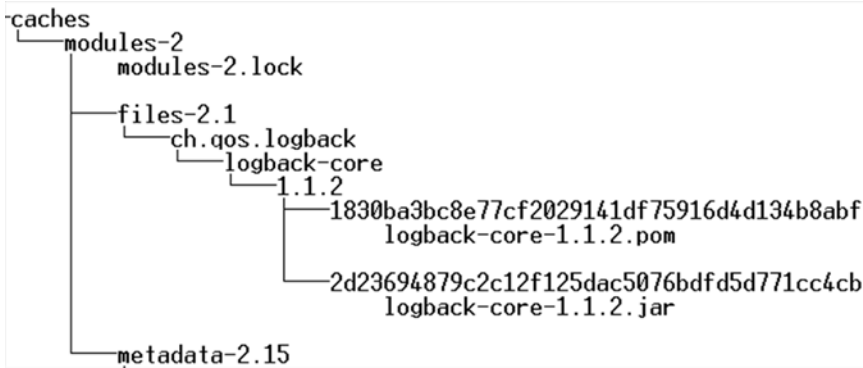 caches
modules-2
modules-2.lock
files-2.1
ch.qos.logback
logback-core
1.1.2
1830ba3bc8e77cf2029141df75916d4d134b8abf
logback-core-1.1.2.pom
2d23694879c2c12f125dac5076bdfd5d771cc4cb
logback-core-1.1.2.jar
metadata-2.15